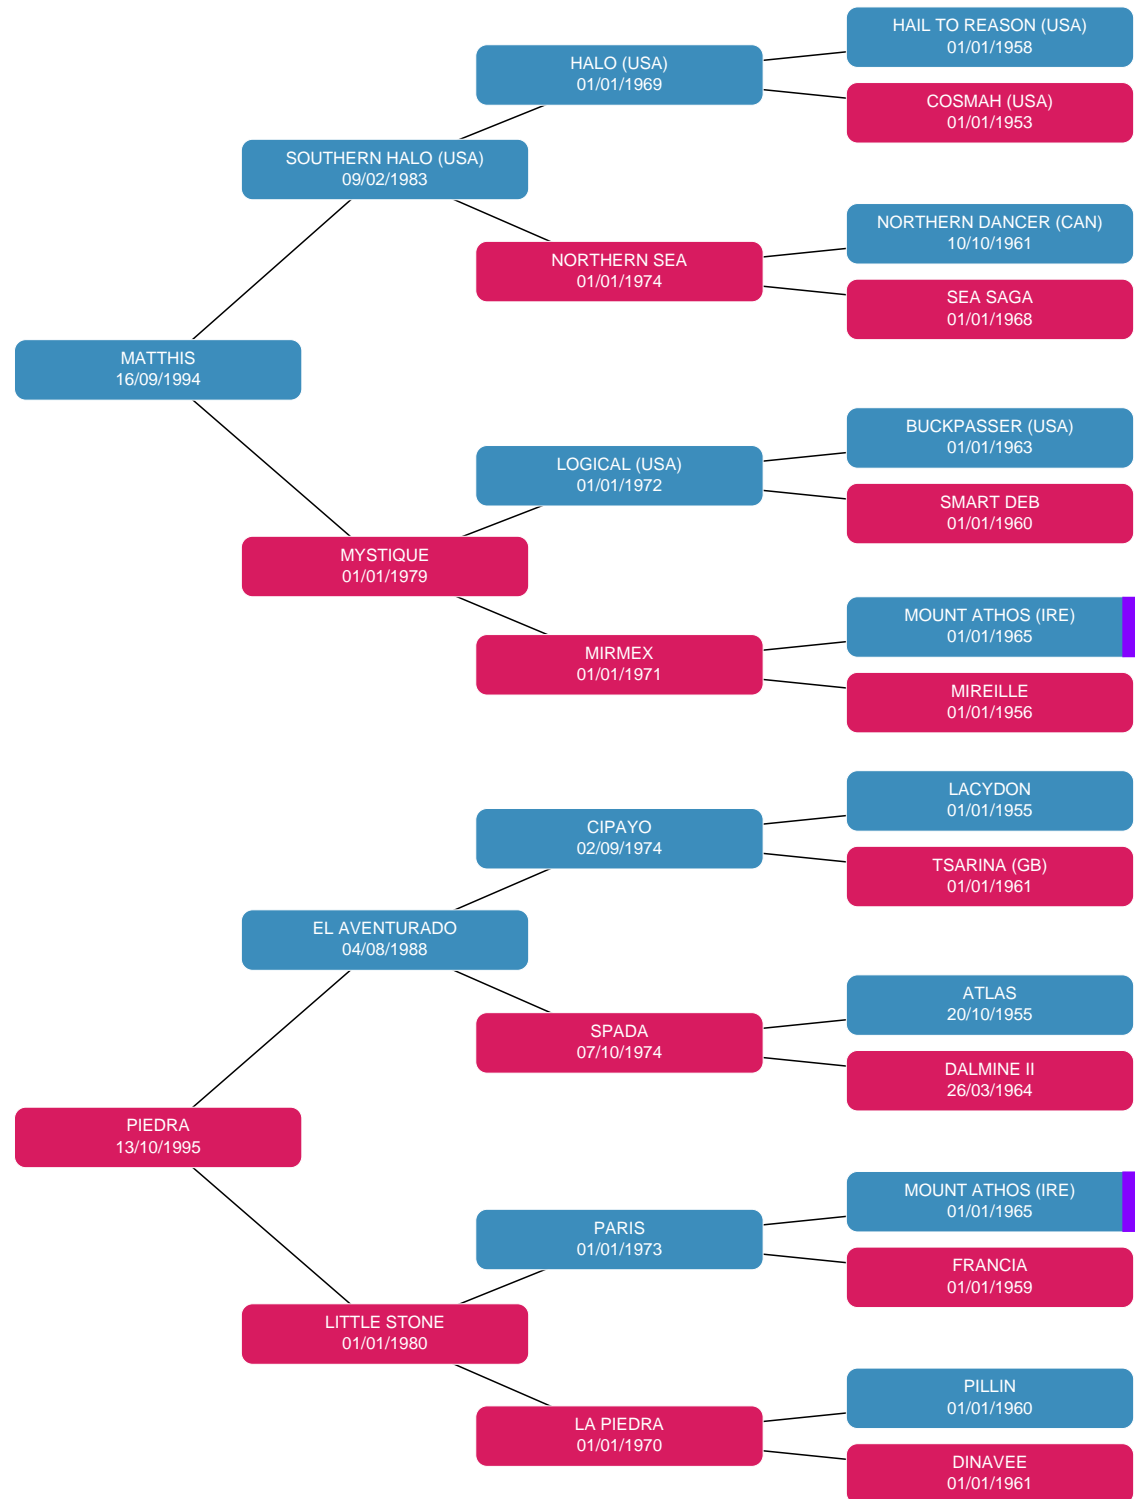 HAIL TO REASON (USA)
01/01/1958
HALO (USA)
01/01/1969
COSMAH (USA)
01/01/1953
SOUTHERN HALO (USA)
09/02/1983
NORTHERN DANCER (CAN)
10/10/1961
NORTHERN SEA
01/01/1974
SEA SAGA
01/01/1968
MATTHIS
16/09/1994
BUCKPASSER (USA)
01/01/1963
LOGICAL (USA)
01/01/1972
SMART DEB
01/01/1960
MYSTIQUE
01/01/1979
MOUNT ATHOS (IRE)
01/01/1965
MIRMEX
01/01/1971
MIREILLE
01/01/1956
LACYDON
01/01/1955
CIPAYO
02/09/1974
TSARINA (GB)
01/01/1961
EL AVENTURADO
04/08/1988
ATLAS
20/10/1955
SPADA
07/10/1974
DALMINE II
26/03/1964
PIEDRA
13/10/1995
MOUNT ATHOS (IRE)
01/01/1965
PARIS
01/01/1973
FRANCIA
01/01/1959
LITTLE STONE
01/01/1980
PILLIN
01/01/1960
LA PIEDRA
01/01/1970
DINAVEE
01/01/1961